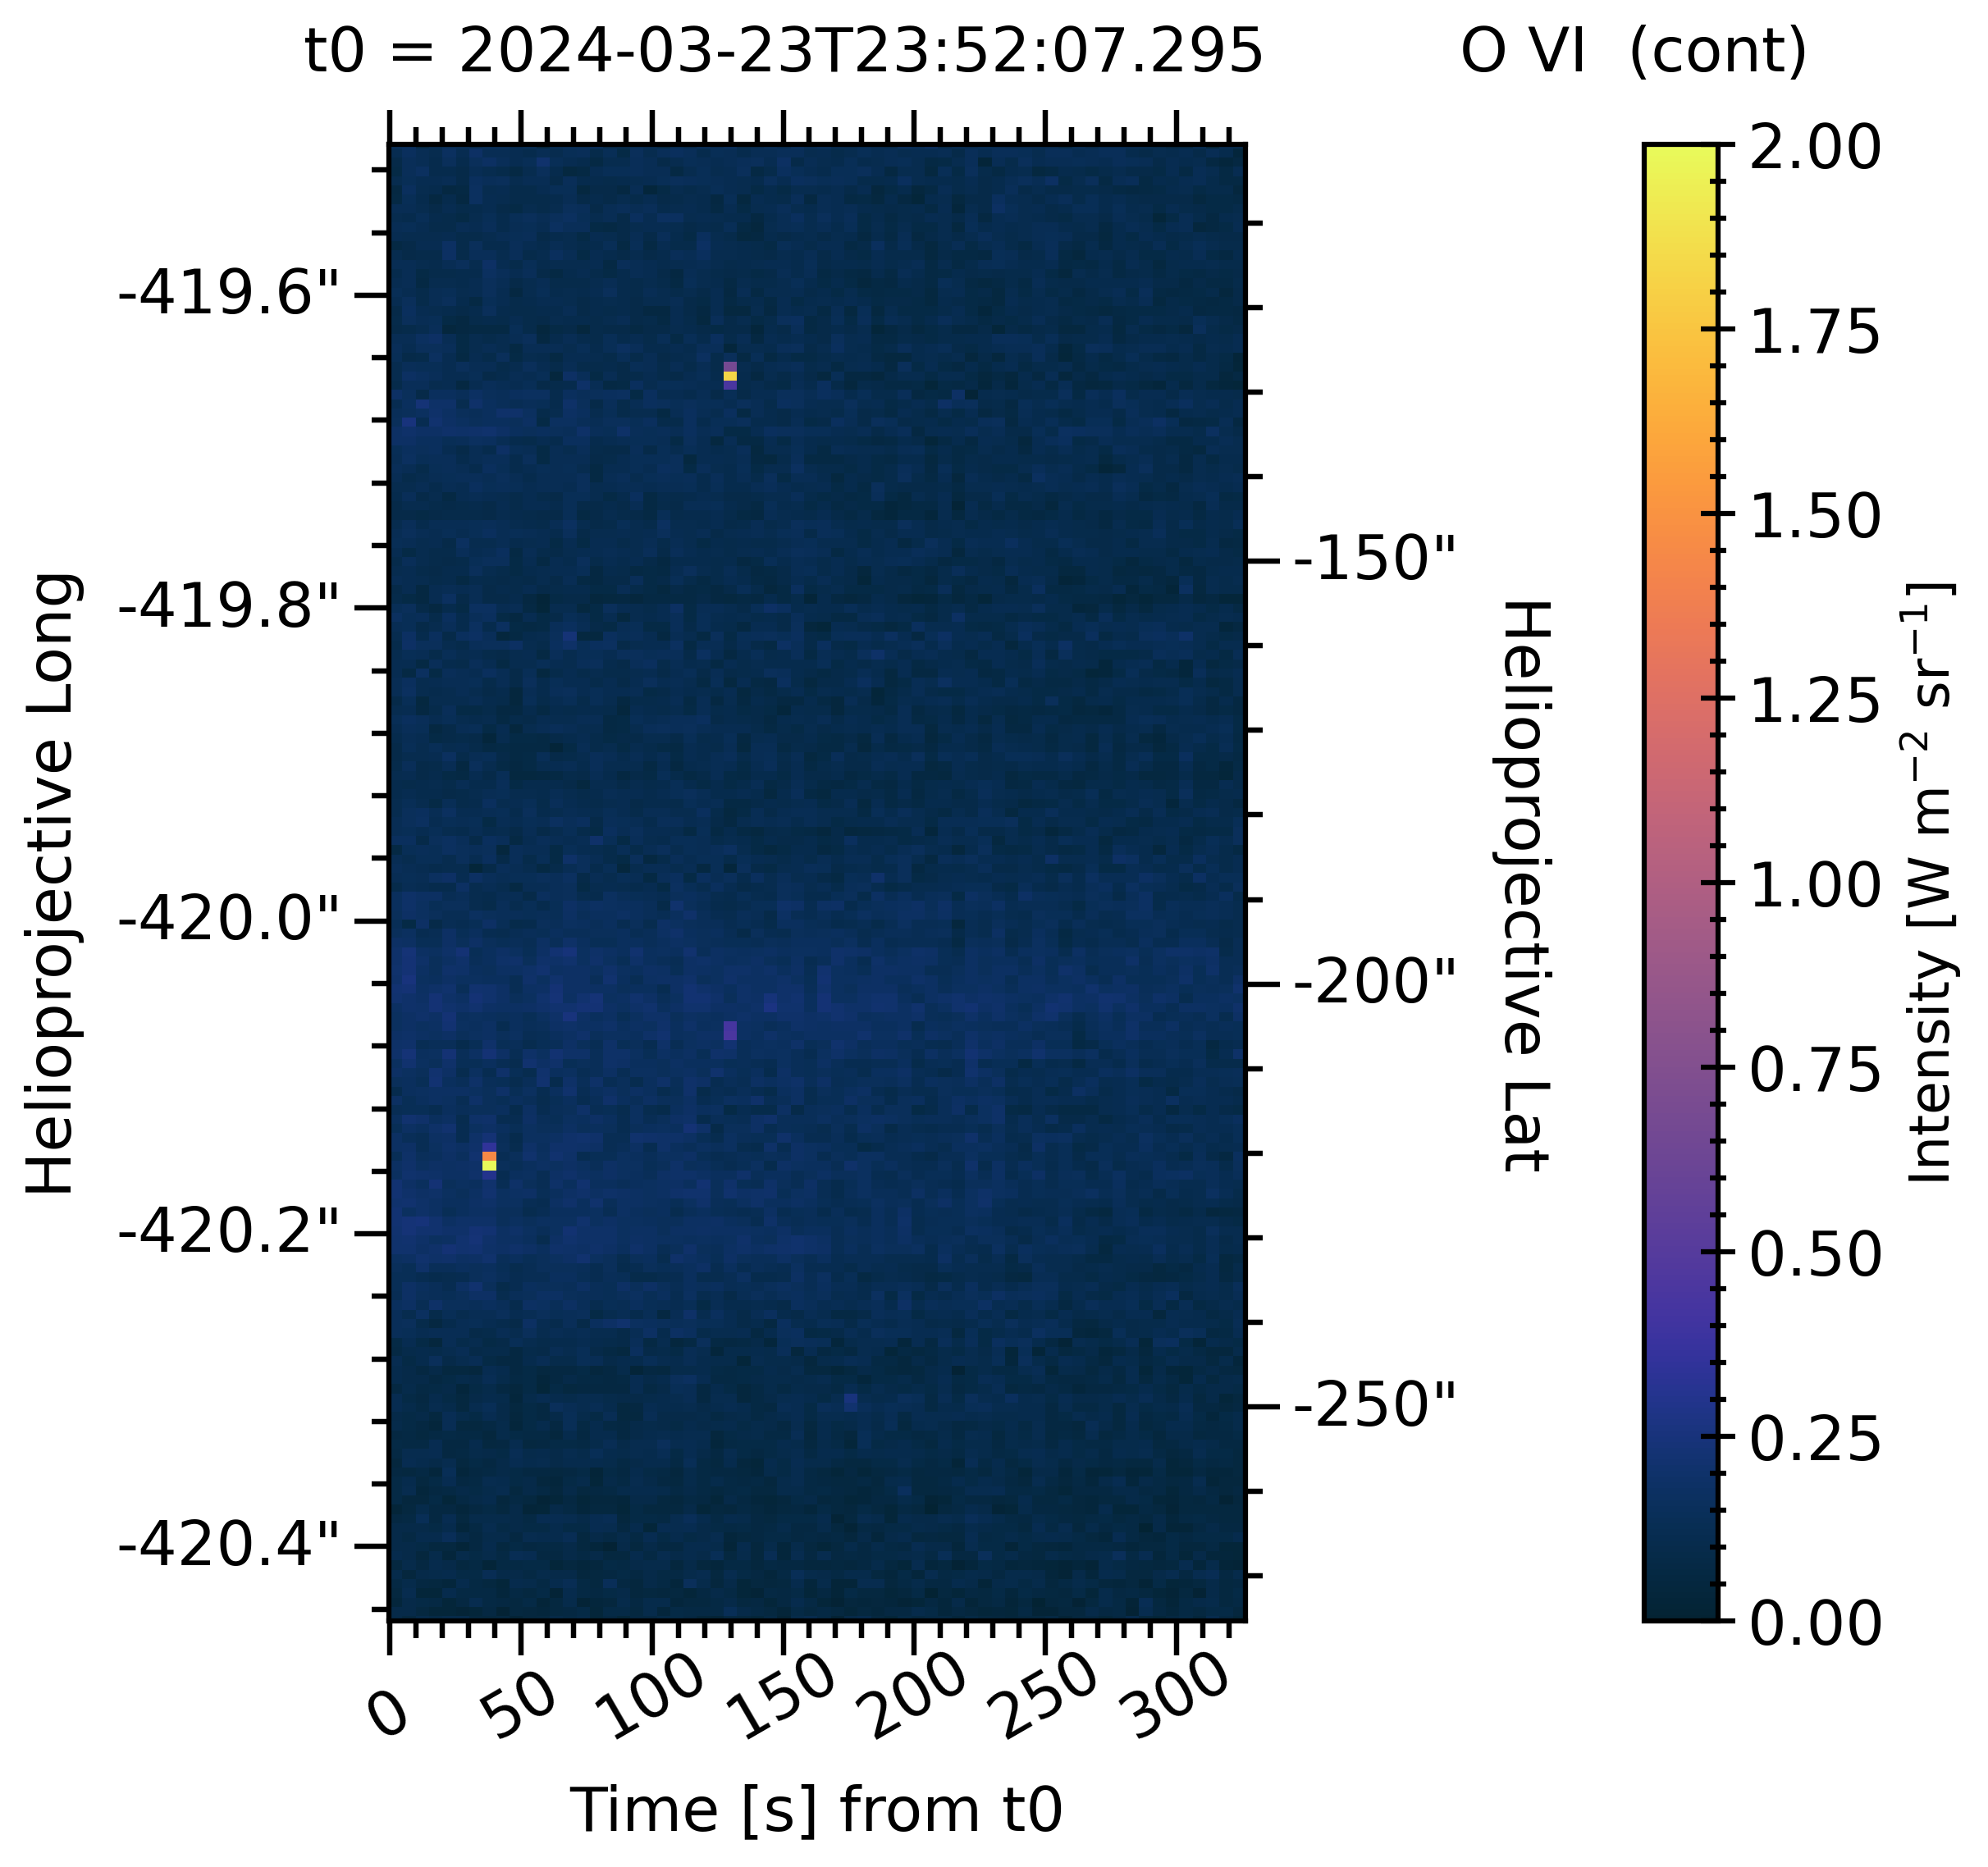 t0 = 2024-03-23T23:52:07.295
O VI (cont)
Helioprojective Long
-419.6"
-419.8"
-420.0"
-420.2"
-420.4"
0 50 100 150 200 250 300
Time [s] from t0
-150"
-200"
-250"
Helioprojective Lat
2.00
1.75
1.50
1.25
1.00
0.75
0.50
0.25
0.00
Intensity [W m⁻² sr⁻¹]